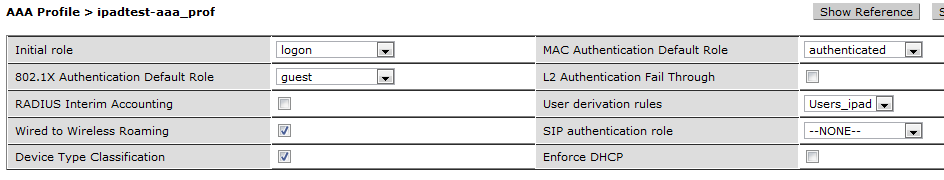 AAA Profile > ipadtest-aaa_prof Show Reference S
Initial role logon MAC Authentication Default Role authenticated
802.1X Authentication Default Role guest L2 Authentication Fail Through
RADIUS Interim Accounting User derivation rules Users_ipad
Wired to Wireless Roaming SIP authentication role --NONE--
Device Type Classification Enforce DHCP